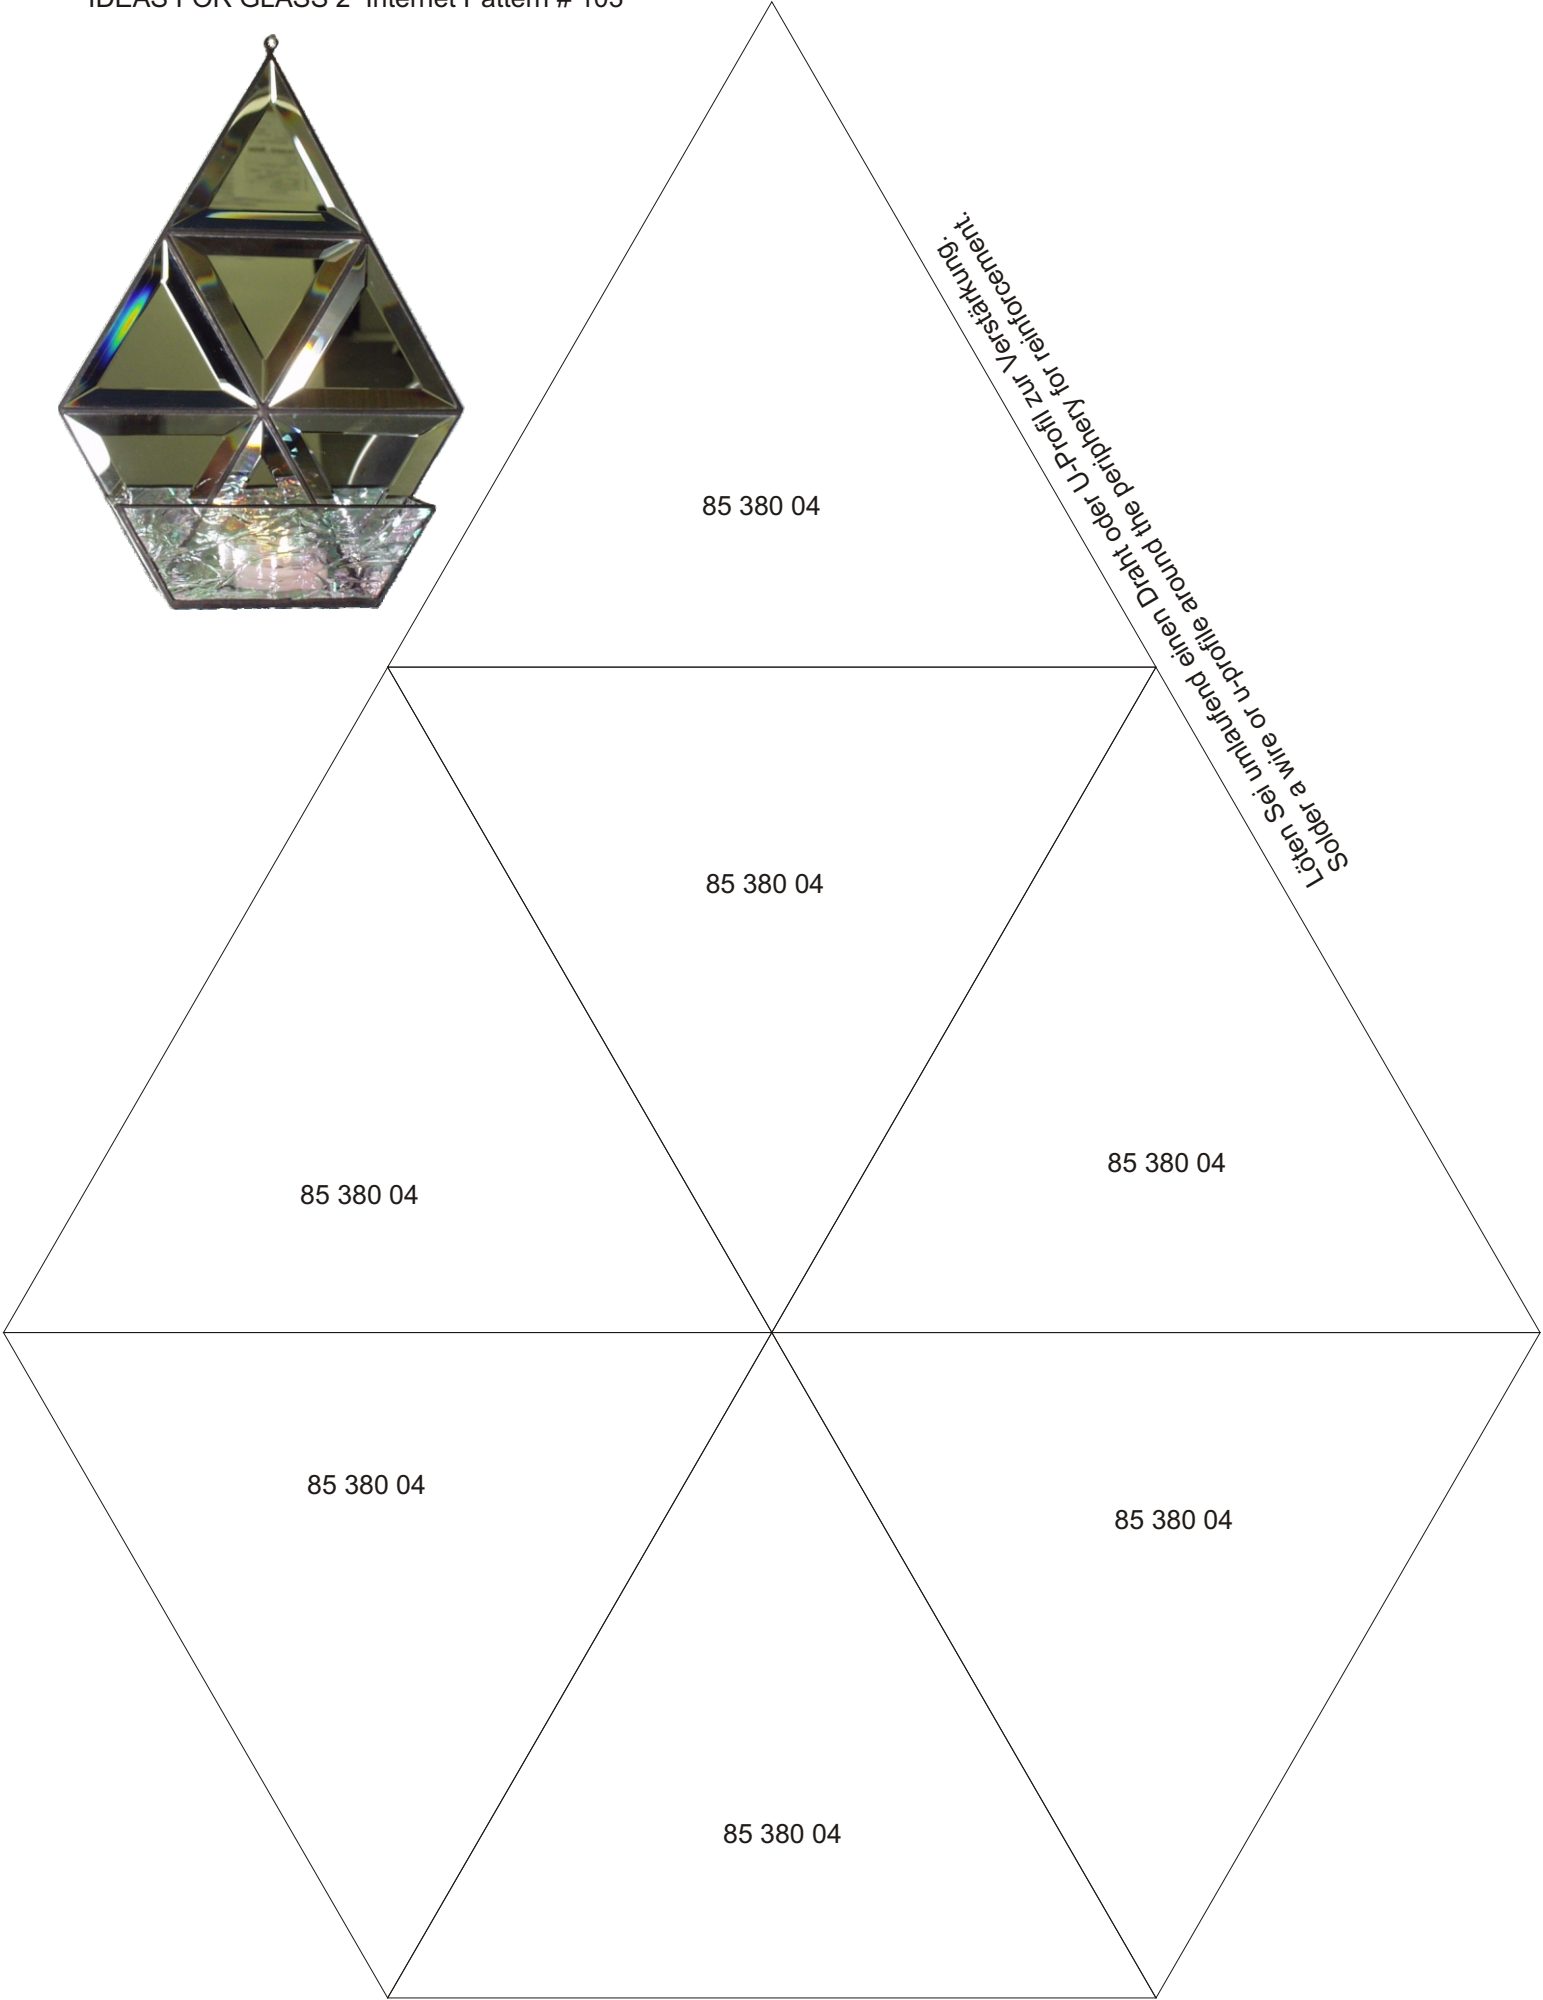 IDEAS FOR GLASS 2 Internet Pattern # 105
Löten Sei umlaufend einen Draht oder U-Profil zur Verstärkung.
Solder a wire or u-profile around the periphery for reinforcement.
85 380 04
85 380 04
85 380 04
85 380 04
85 380 04
85 380 04
85 380 04